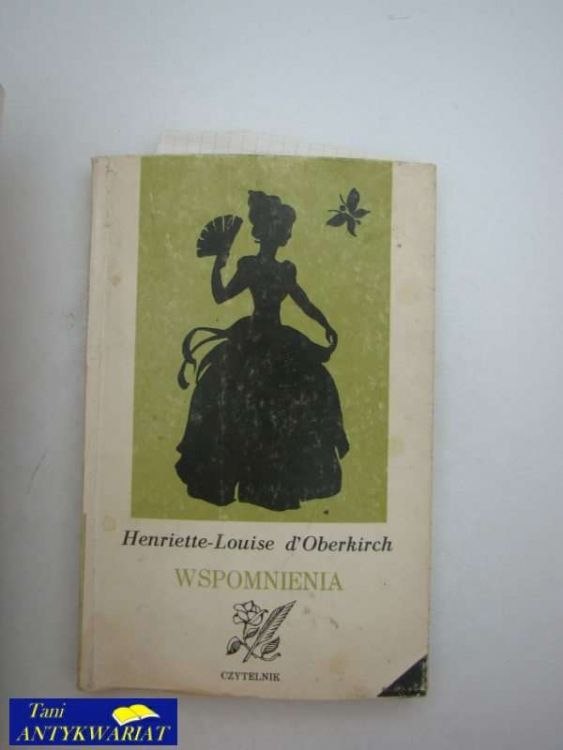 Henriette-Louise d'Oberkirch
WSPOMNIENIA
CZYTELNIK
Tani
ANTYKWARIAT